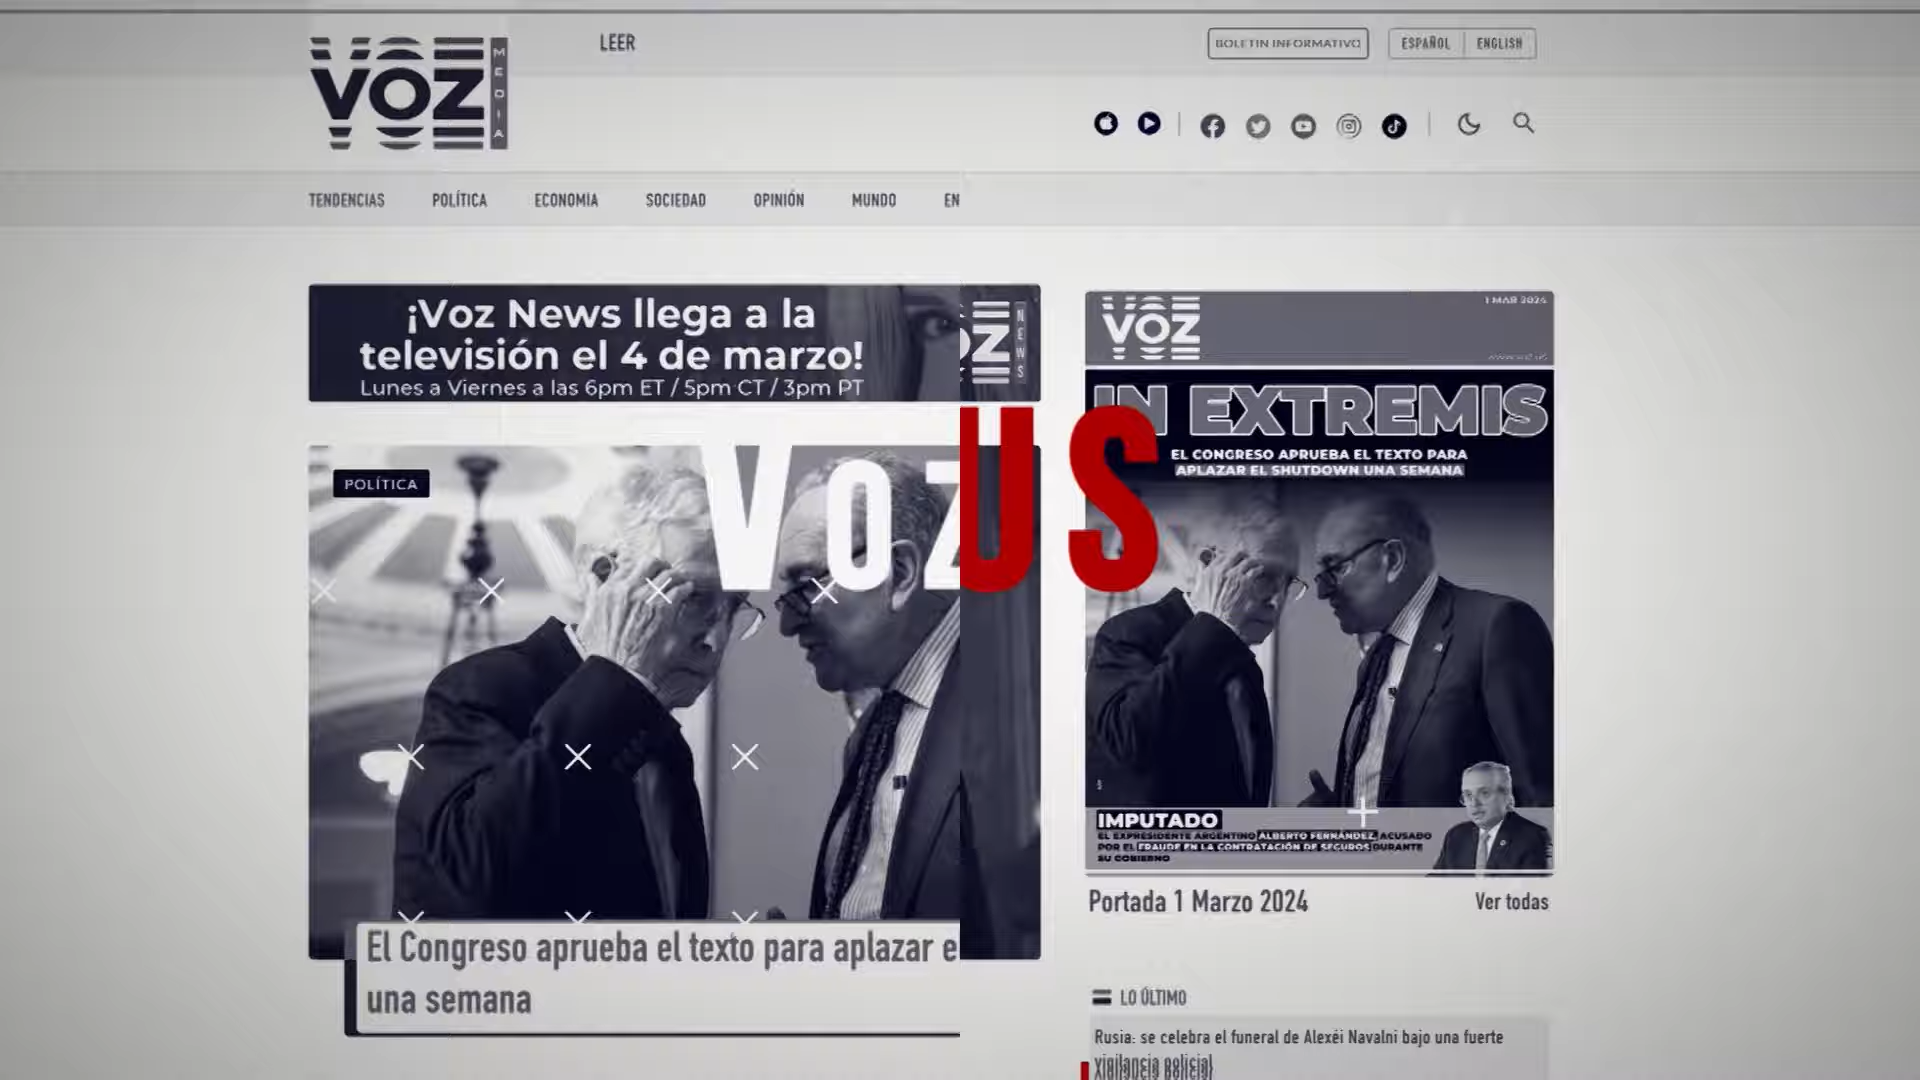 LEER
BOLETIN INFORMATIVO
ESPAÑOL ENGLISH
VOZ
MEDIA
TENDENCIAS POLÍTICA ECONOMIA SOCIEDAD OPINIÓN MUNDO EN
¡Voz News llega a la
televisión el 4 de marzo!
Lunes a Viernes a las 6pm ET / 5pm CT / 3pm PT
OZ
NEWS
POLÍTICA
Voz US
El Congreso aprueba el texto para aplazar e
una semana
1 MAR 2024
VOZ
IN EXTREMIS
EL CONGRESO APRUEBA EL TEXTO PARA
APLAZAR EL SHUTDOWN UNA SEMANA
IMPUTADO
EL EXPRESIDENTE ARGENTINO ALBERTO FERNÁNDEZ, ACUSADO
POR EL FRAUDE EN LA CONTRATACIÓN DE SEGUROS DURANTE
SU GOBIERNO
Portada 1 Marzo 2024 Ver todas
LO ÚLTIMO
Rusia: se celebra el funeral de Alexéi Navalni bajo una fuerte
vigilancia policial